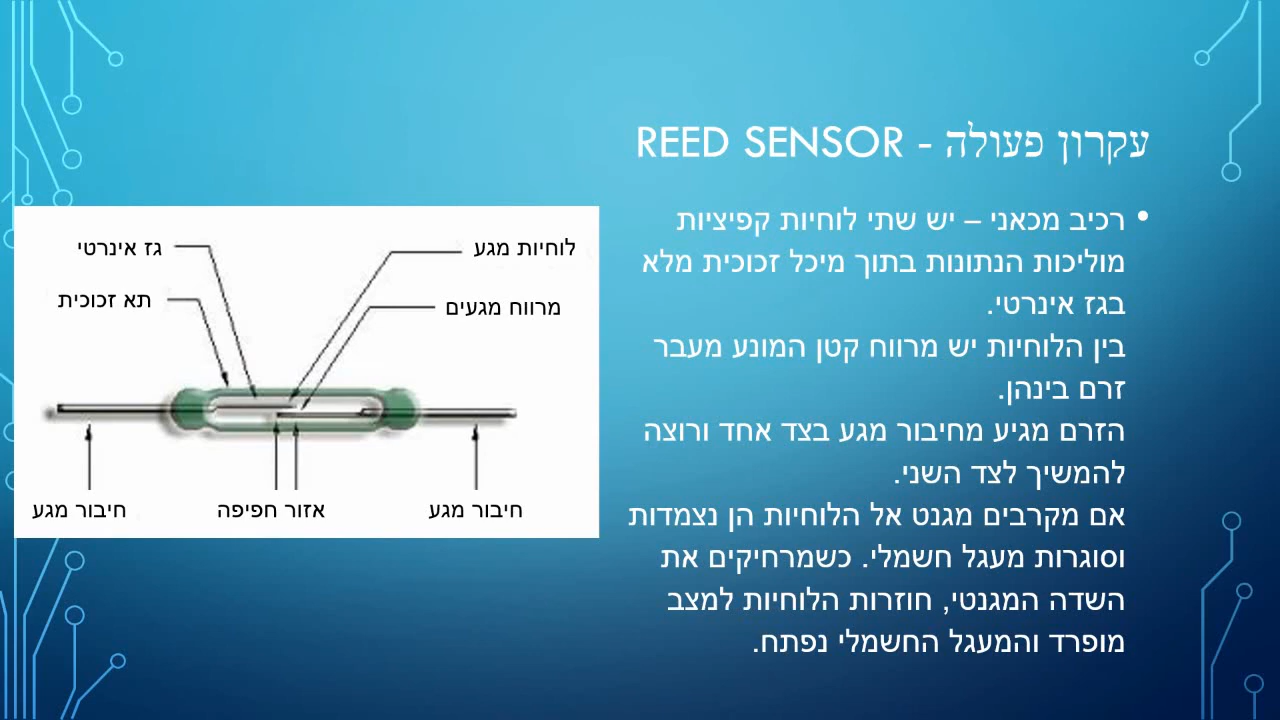 עקרון פעולה - REED SENSOR
• רכיב מכאני – יש שתי לוחיות קפיציות
מוליכות הנתונות בתוך מיכל זכוכית מלא
בגז אינרטי.
בין הלוחיות יש מרווח קטן המונע מעבר
זרם בינהן.
הזרם מגיע מחיבור מגע בצד אחד ורוצה
להמשיך לצד השני.
אם מקרבים מגנט אל הלוחיות הן נצמדות
וסוגרות מעגל חשמלי. כשמרחיקים את
השדה המגנטי, חוזרות הלוחיות למצב
מופרד והמעגל החשמלי נפתח.
לוחיות מגע
גז אינרטי
תא זכוכית
מרווח מגעים
חיבור מגע
אזור חפיפה
חיבור מגע